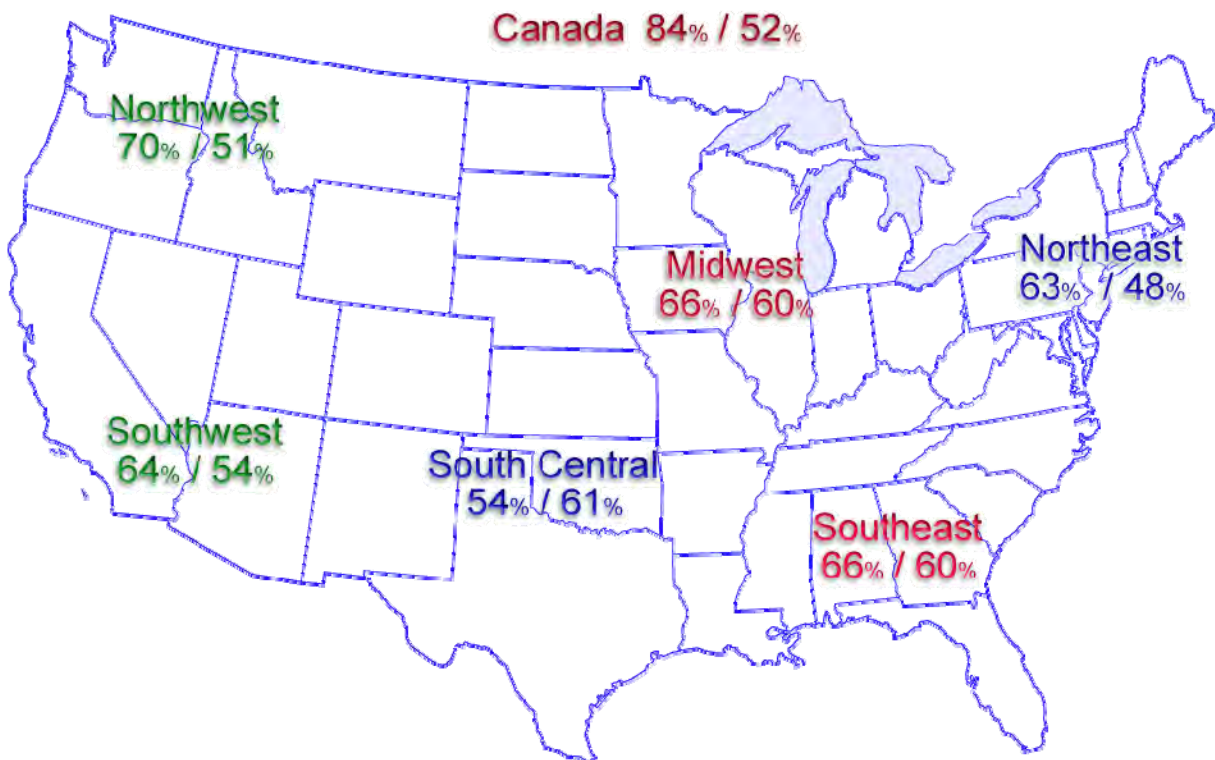 Canada 84% / 52%
Northwest
70% / 51%
Northeast
63% / 48%
Midwest
66% / 60%
Southwest
64% / 54%
South Central
54% / 61%
Southeast
66% / 60%